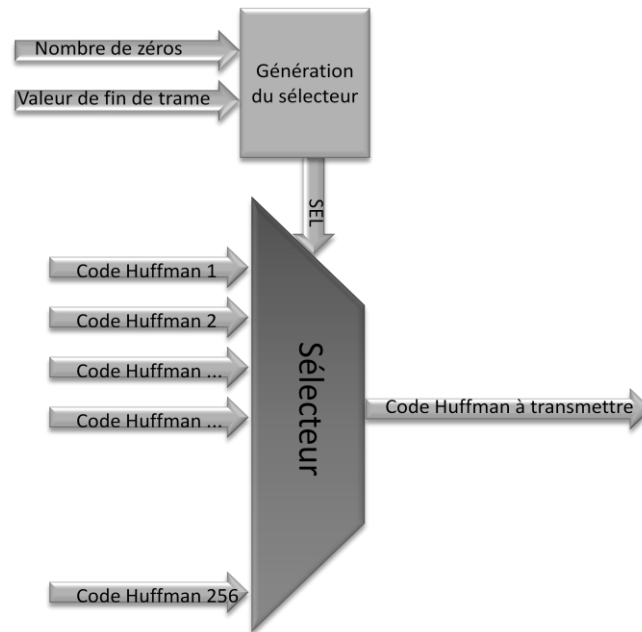 Nombre de zéros
Valeur de fin de trame
Génération
du sélecteur
SEL
Code Huffman 1
Code Huffman 2
Code Huffman ...
Code Huffman ...
Code Huffman 256
Sélecteur
Code Huffman à transmettre